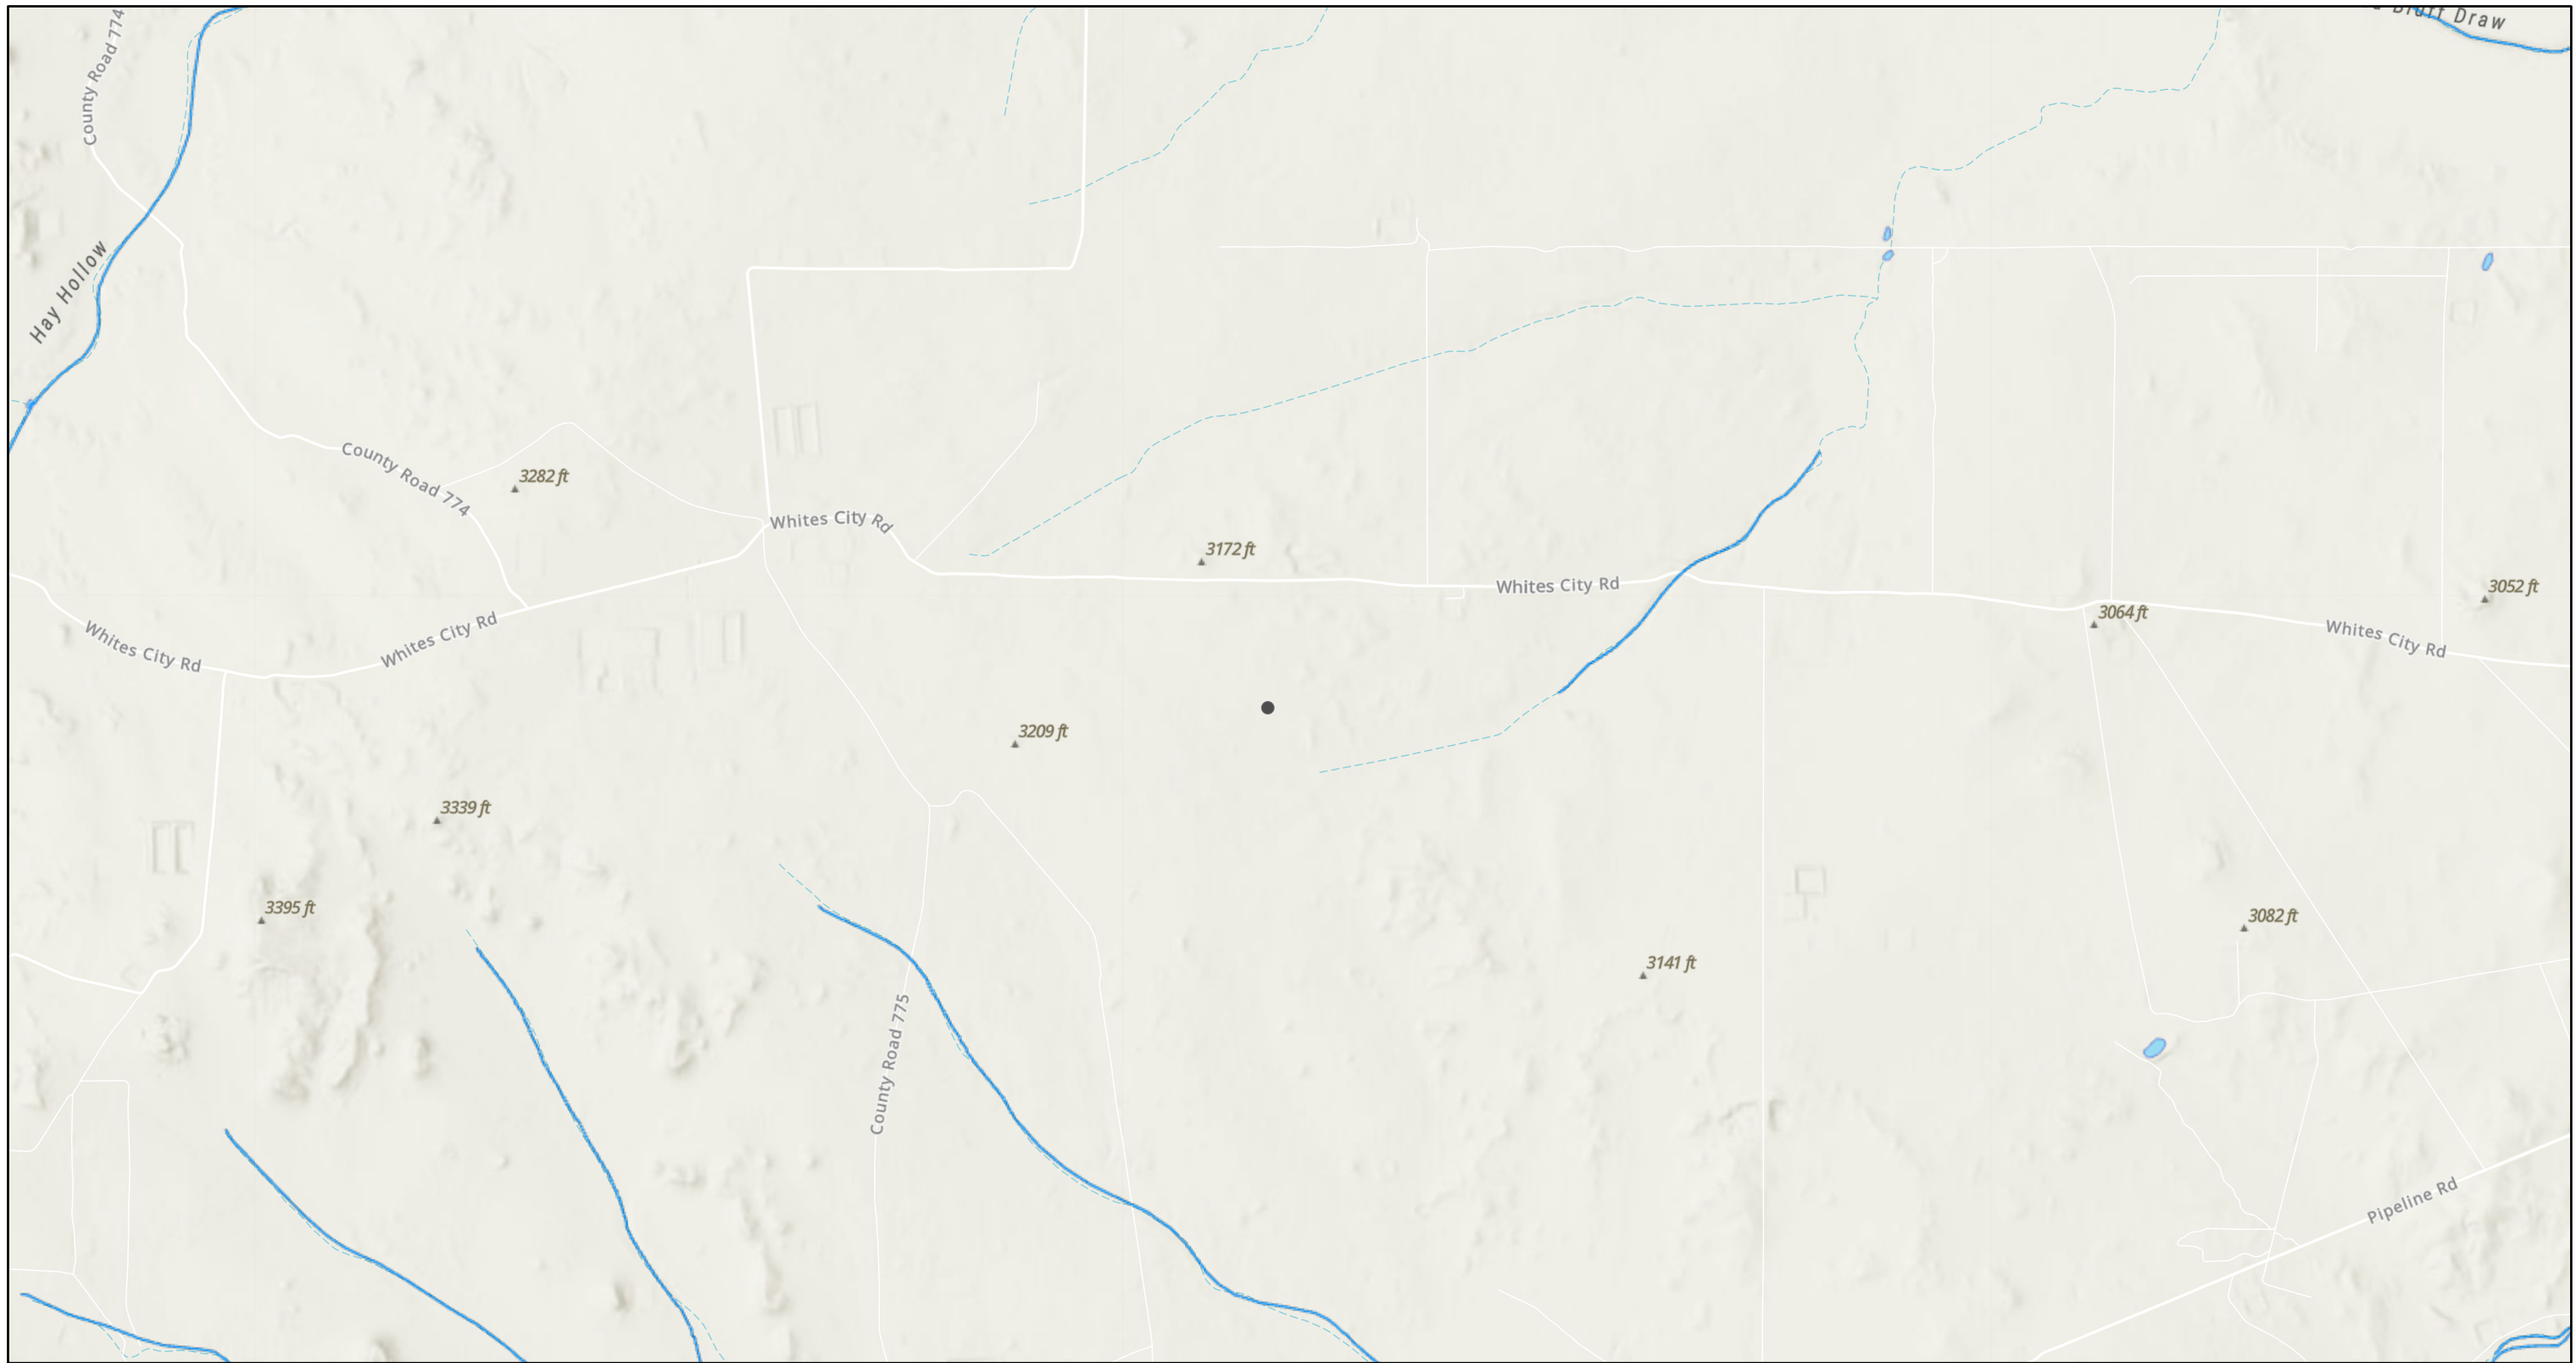 County Road 774
Bluff Draw
Hay Hollow
County Road 774
3282 ft
Whites City Rd
3172 ft
Whites City Rd
3052 ft
3064 ft
Whites City Rd
Whites City Rd
Whites City Rd
3209 ft
3339 ft
3395 ft
3082 ft
3141 ft
County Road 775
Pipeline Rd